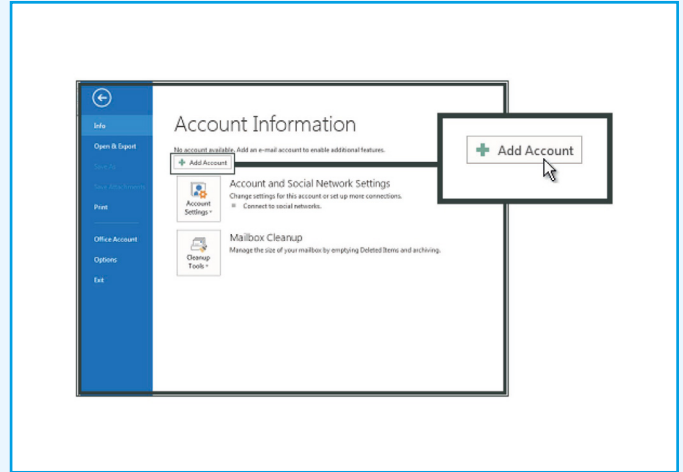 Info
Open & Export
Save As
Save Attachments
Print
Office Account
Options
Exit
Account Information
No account available. Add an e-mail account to enable additional features.
Add Account
Account
Settings
Account and Social Network Settings
Change settings for this account or set up more connections.
Connect to social networks.
Cleanup
Tools
Mailbox Cleanup
Manage the size of your mailbox by emptying Deleted Items and archiving.
Add Account